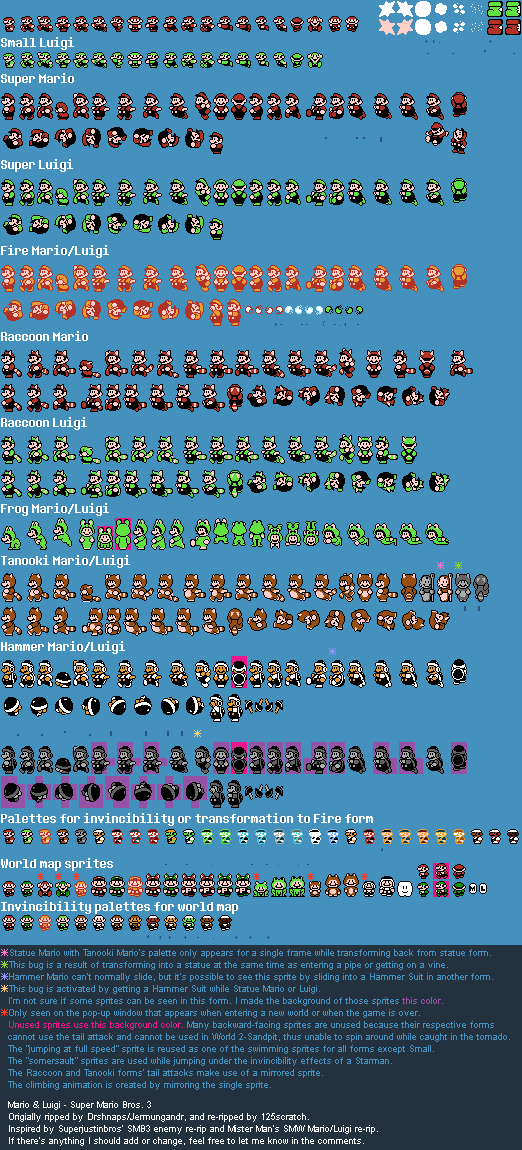 Small Luigi
Super Mario
Super Luigi
Fire Mario/Luigi
Raccoon Mario
Raccoon Luigi
Frog Mario/Luigi
Tanooki Mario/Luigi
Hammer Mario/Luigi
Palettes for invincibility or transformation to Fire form
World map sprites
M L
Invincibility palettes for world map
Statue Mario with Tanooki Mario's palette only appears for a single frame while transforming back from statue form.
This bug is a result of transforming into a statue at the same time as entering a pipe or getting on a vine.
Hammer Mario can't normally slide, but it's possible to see this sprite by sliding into a Hammer Suit in another form.
This bug is activated by getting a Hammer Suit while Statue Mario or Luigi.
I'm not sure if some sprites can be seen in this form. I made the background of those sprites this color.
Only seen on the pop-up window that appears when entering a new world or when the game is over.
Unused sprites use this background color. Many backward-facing sprites are unused because their respective forms
cannot use the tail attack and cannot be used in World 2-Sandpit, thus unable to spin around while caught in the tornado.
The "jumping at full speed" sprite is reused as one of the swimming sprites for all forms except Small.
The "somersault" sprites are used while jumping under the invincibility effects of a Starman.
The Raccoon and Tanooki forms' tail attacks make use of a mirrored sprite.
The climbing animation is created by mirroring the single sprite.
Mario & Luigi - Super Mario Bros. 3
Origially ripped by Drshnaps/Jermungandr, and re-ripped by 125scratch.
Inspired by Superjustinbros' SMB3 enemy re-rip and Mister Man's SMW Mario/Luigi re-rip.
If there's anything I should add or change, feel free to let me know in the comments.